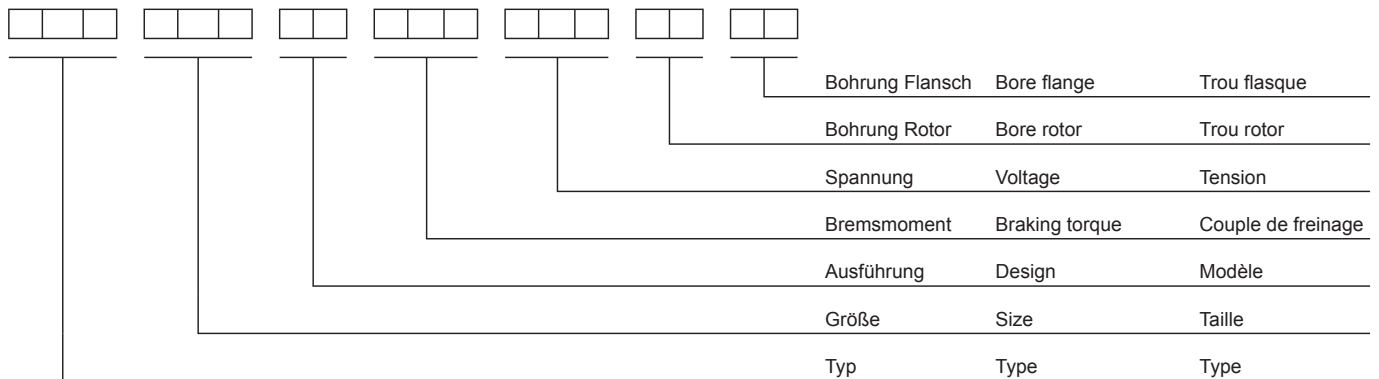 Bohrung Flansch Bore flange Trou flasque
Bohrung Rotor Bore rotor Trou rotor
Spannung Voltage Tension
Bremsmoment Braking torque Couple de freinage
Ausführung Design Modèle
Größe Size Taille
Typ Type Type